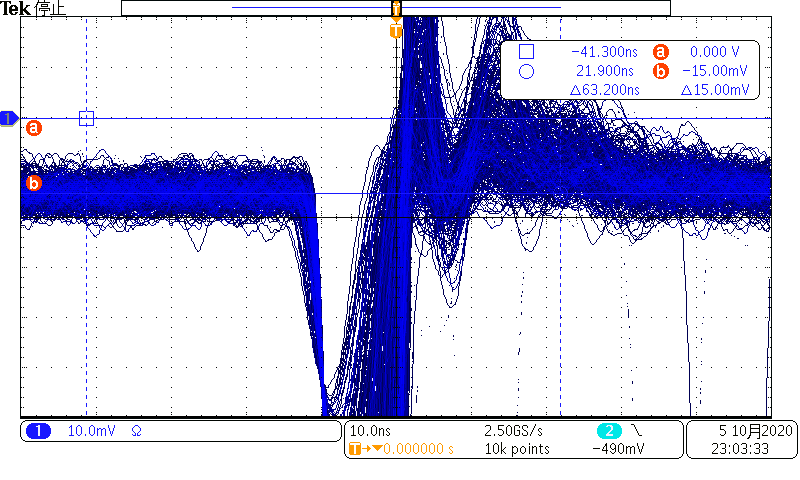 Tek 停止
T
T
-41.300ns a 0.000 V
21.900ns b -15.00mV
△63.200ns △15.00mV
1
a
b
1 10.0mV Ω
10.0ns 2.50GS/s 2
T→▼0.000000 s 10k points -490mV
5 10月2020
23:03:33